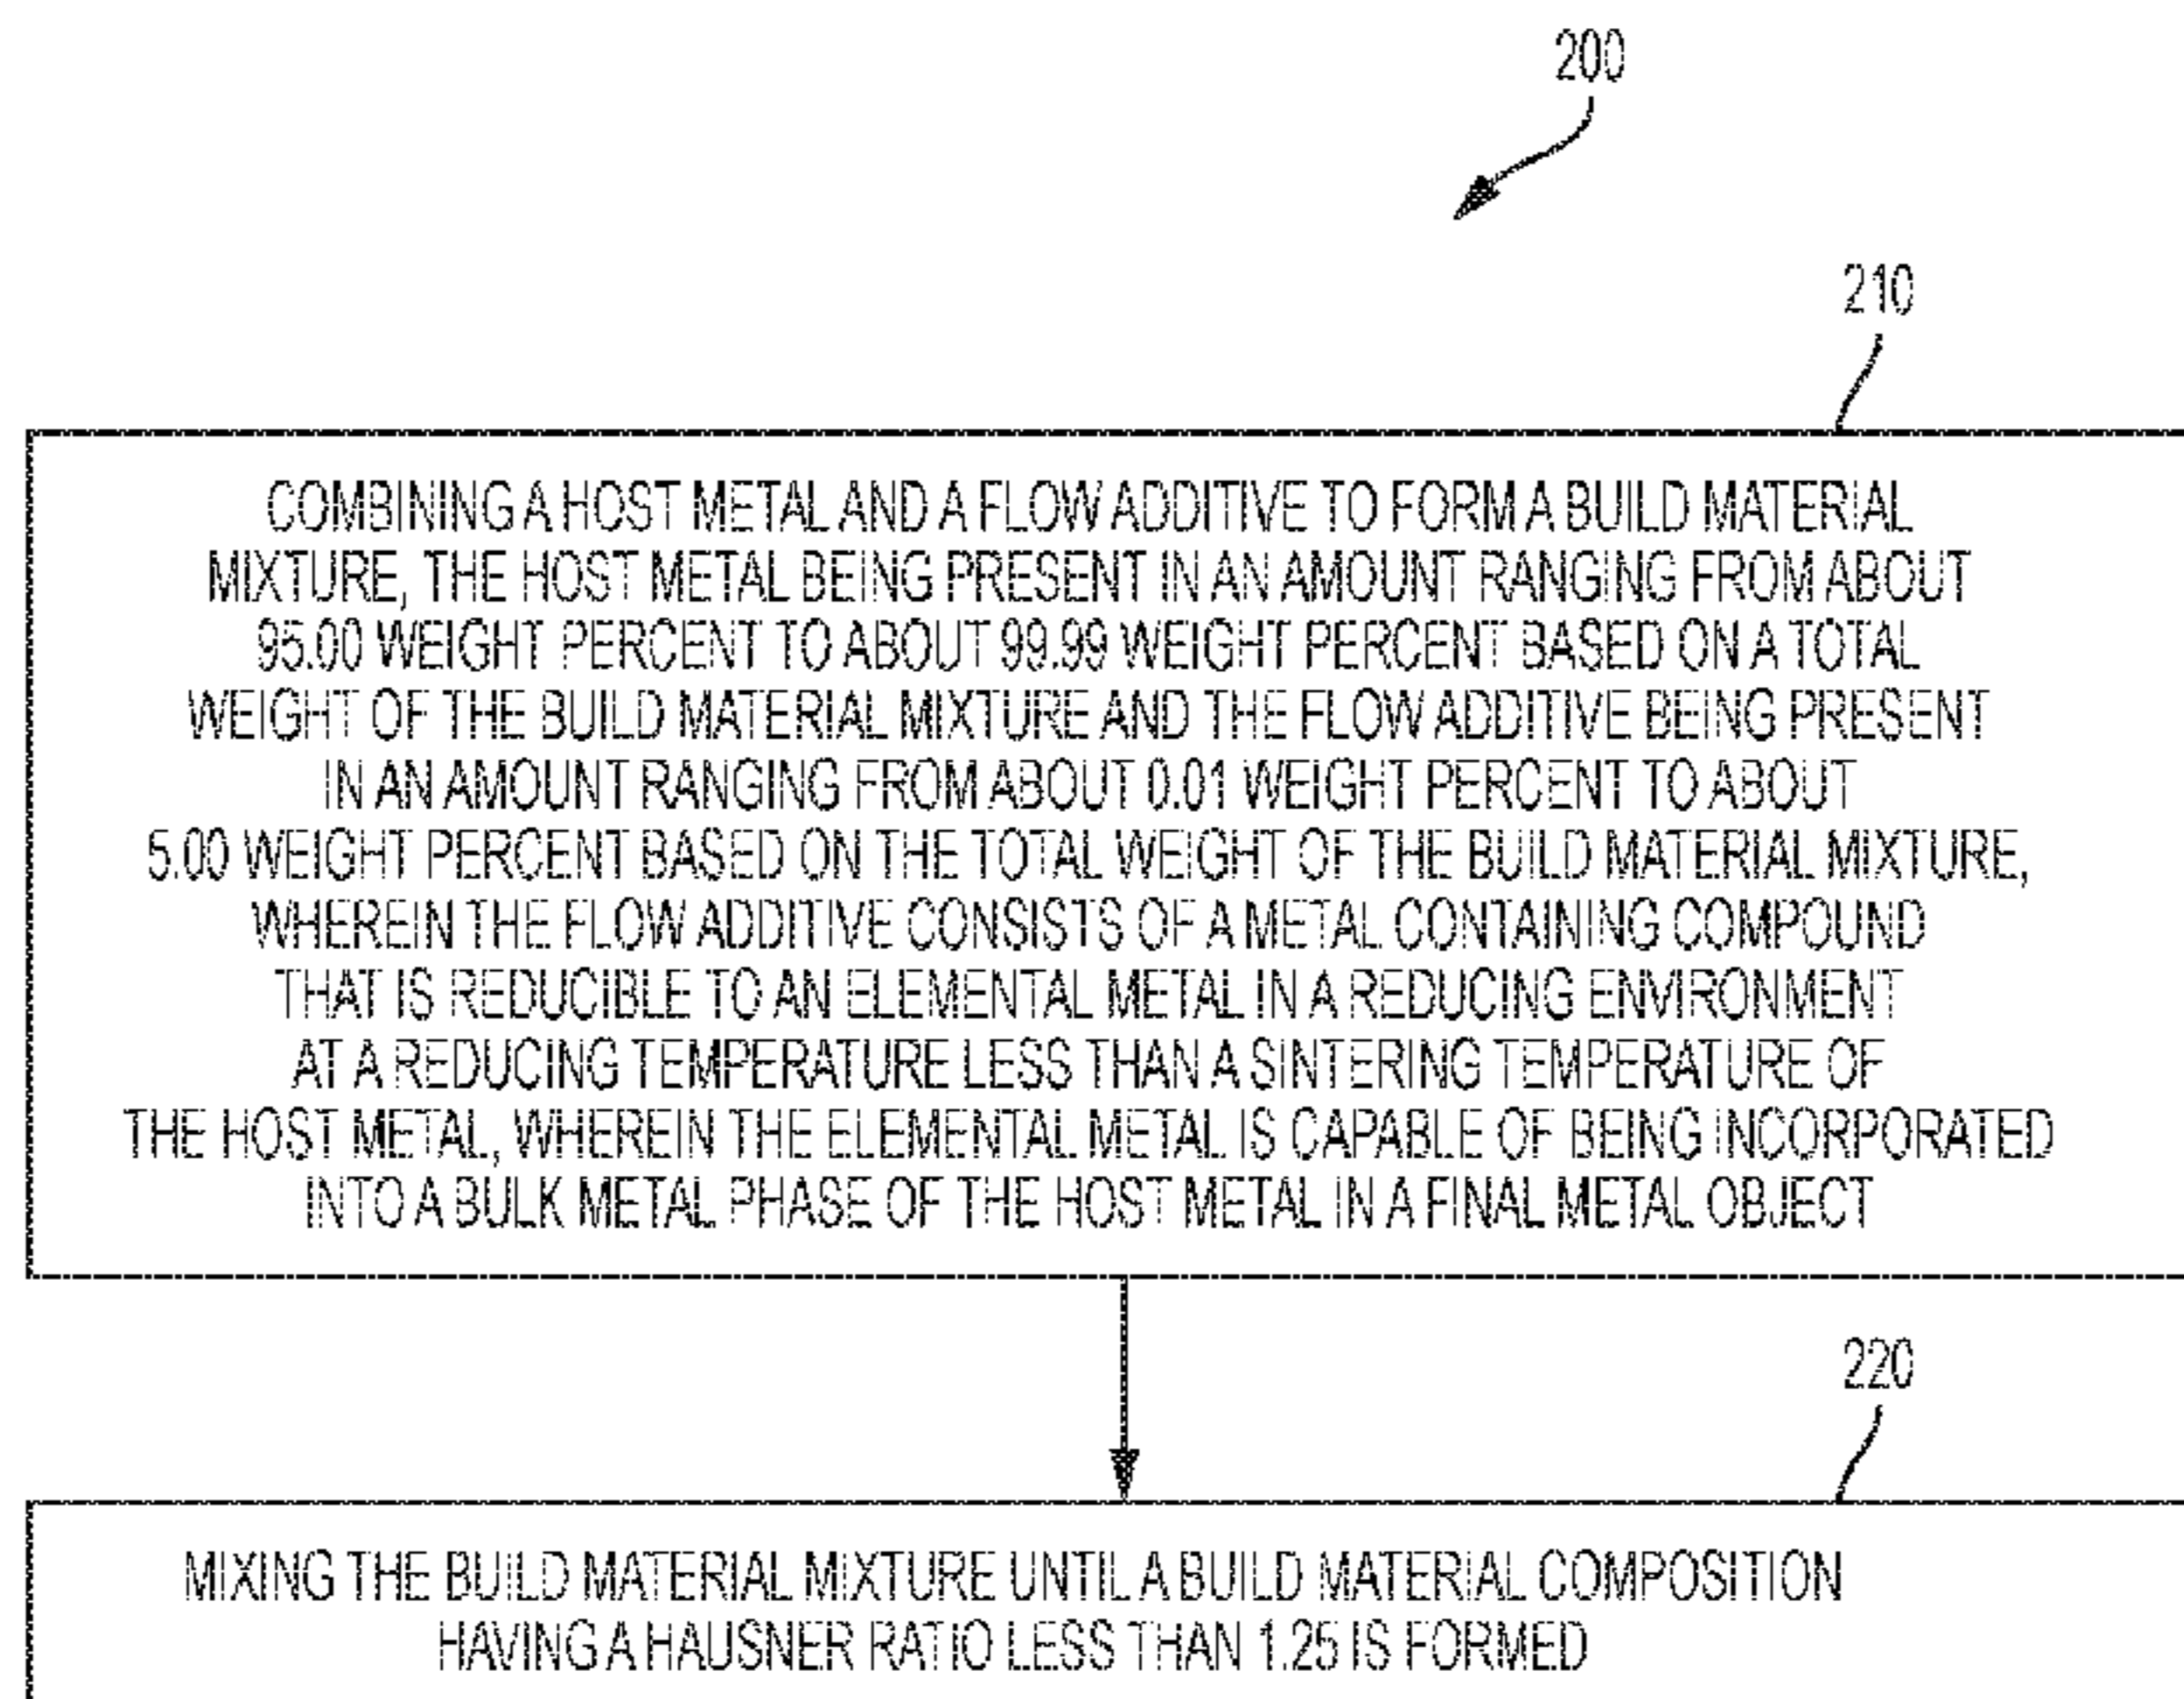 200
210
COMBINING A HOST METAL AND A FLOW ADDITIVE TO FORM A BUILD MATERIAL
MIXTURE, THE HOST METAL BEING PRESENT IN AN AMOUNT RANGING FROM ABOUT
95.00 WEIGHT PERCENT TO ABOUT 99.99 WEIGHT PERCENT BASED ON A TOTAL
WEIGHT OF THE BUILD MATERIAL MIXTURE AND THE FLOW ADDITIVE BEING PRESENT
IN AN AMOUNT RANGING FROM ABOUT 0.01 WEIGHT PERCENT TO ABOUT
5.00 WEIGHT PERCENT BASED ON THE TOTAL WEIGHT OF THE BUILD MATERIAL MIXTURE,
WHEREIN THE FLOW ADDITIVE CONSISTS OF A METAL CONTAINING COMPOUND
THAT IS REDUCIBLE TO AN ELEMENTAL METAL IN A REDUCING ENVIRONMENT
AT A REDUCING TEMPERATURE LESS THAN A SINTERING TEMPERATURE OF
THE HOST METAL, WHEREIN THE ELEMENTAL METAL IS CAPABLE OF BEING INCORPORATED
INTO A BULK METAL PHASE OF THE HOST METAL IN A FINAL METAL OBJECT
220
MIXING THE BUILD MATERIAL MIXTURE UNTIL A BUILD MATERIAL COMPOSITION
HAVING A HAUSNER RATIO LESS THAN 1.25 IS FORMED